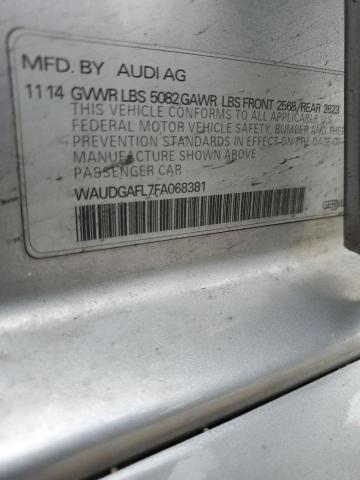 MFD. BY AUDI AG
11 14 GVWR LBS 5082 GAWR LBS FRONT 2568/REAR 2623
THIS VEHICLE CONFORMS TO ALL APPLICABLE U.S.
FEDERAL MOTOR VEHICLE SAFETY, BUMPER AND THEFT
PREVENTION STANDARDS IN EFFECT ON THE DATE OF
MANUFACTURE SHOWN ABOVE
PASSENGER CAR
WAUDGAFL7FA068381